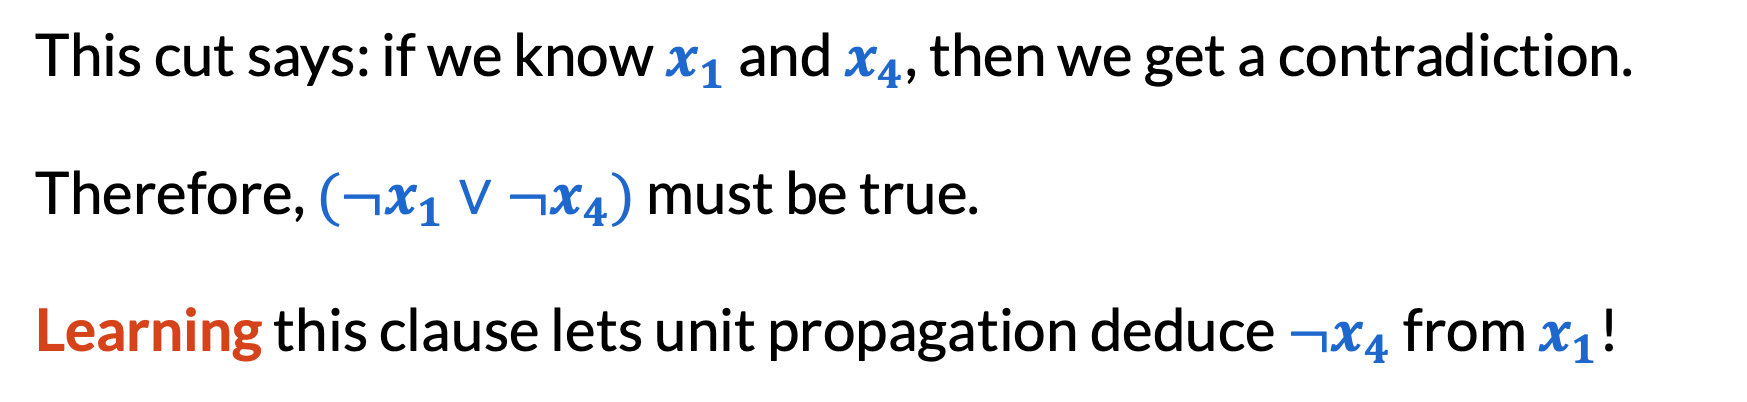 This cut says: if we know x₁ and x₄, then we get a contradiction.
Therefore, (¬x₁ ∨ ¬x₄) must be true.
Learning this clause lets unit propagation deduce ¬x₄ from x₁!